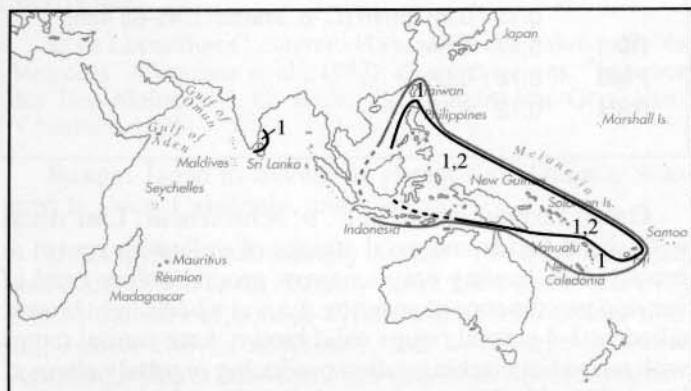 Japan
Taiwan
Philippines
Gulf of
Oman
Gulf of
Aden
1
Maldives
Sri Lanka
Marshall Is.
Melanesia
1,2
New Guinea
Solomon Is.
Seychelles
Indonesia
1,2
Samoa
Vanuatu
1
Fiji
New
Caledonia
Mauritius
Réunion
Madagascar